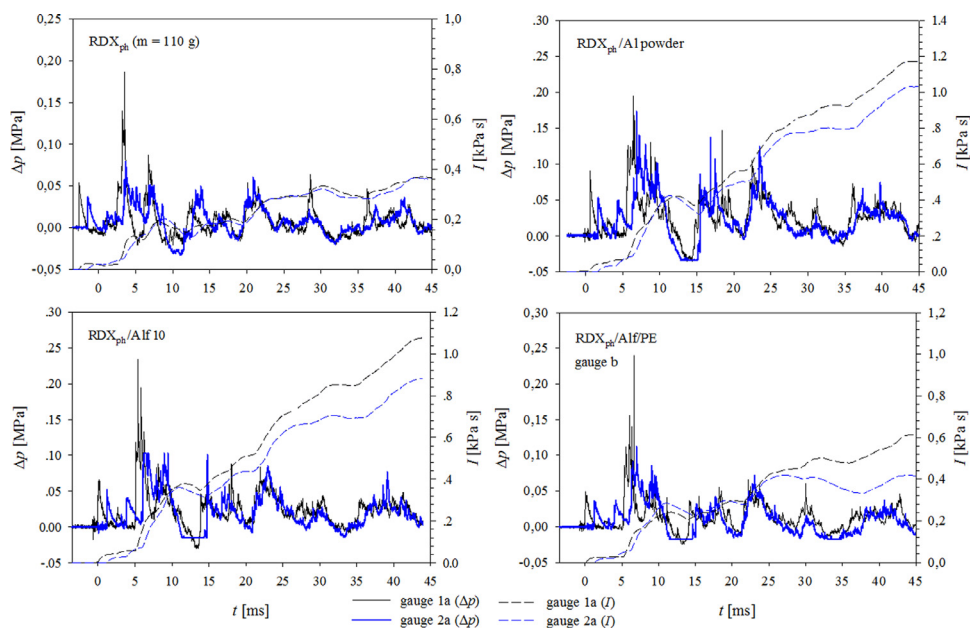 RDXph (m = 110 g)
Δp [MPa]
0,25
0,20
0,15
0,10
0,05
0,00
-0,05
1,0
0,8
0,6
0,4
0,2
0,0
I [kPa s]
0 5 10 15 20 25 30 35 40 45
RDXph/Al powder
Δp [MPa]
.30
.25
.20
.15
.10
.05
.00
-.05
1.4
1.2
1.0
.8
.6
.4
.2
0.0
I [kPa s]
0 5 10 15 20 25 30 35 40 45
RDXph/Alf 10
Δp [MPa]
.30
.25
.20
.15
.10
.05
.00
-.05
1.2
1.0
.8
.6
.4
.2
0.0
I [kPa s]
0 5 10 15 20 25 30 35 40 45
t [ms]
RDXph/Alf/PE
gauge b
Δp [MPa]
0,30
0,25
0,20
0,15
0,10
0,05
0,00
-0,05
1,2
1,0
0,8
0,6
0,4
0,2
0,0
I [kPa s]
0 5 10 15 20 25 30 35 40 45
t [ms]
gauge 1a (Δp)
gauge 2a (Δp)
gauge 1a (I)
gauge 2a (I)